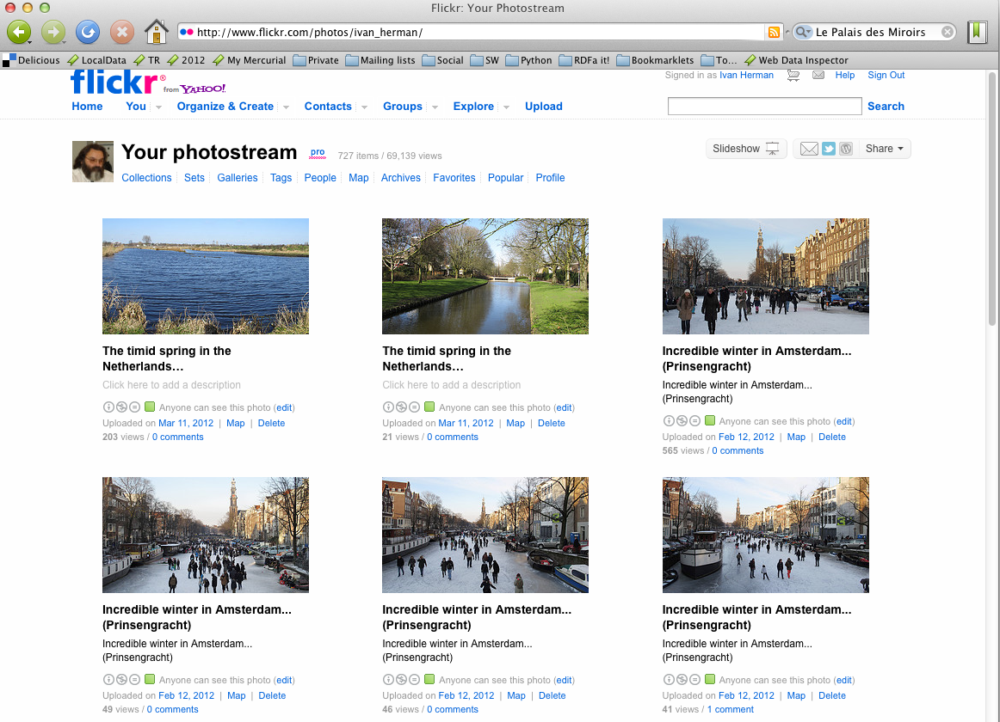 Flickr: Your Photostream
http://www.flickr.com/photos/ivan_herman/
Le Palais des Miroirs
Delicious LocalData TR 2012 My Mercurial Private Mailing lists Social SW Python RDFa it! Bookmarklets To... Web Data Inspector
flickr® from YAHOO!
Signed in as Ivan Herman Help Sign Out
Home You Organize & Create Contacts Groups Explore Upload Search
Your photostream pro 727 items / 69,139 views
Slideshow Share
Collections Sets Galleries Tags People Map Archives Favorites Popular Profile
The timid spring in the
Netherlands…
Click here to add a description
Anyone can see this photo (edit)
Uploaded on Mar 11, 2012 | Map | Delete
203 views / 0 comments
The timid spring in the
Netherlands…
Click here to add a description
Anyone can see this photo (edit)
Uploaded on Mar 11, 2012 | Map | Delete
21 views / 0 comments
Incredible winter in Amsterdam...
(Prinsengracht)
Incredible winter in Amsterdam...
(Prinsengracht)
Anyone can see this photo (edit)
Uploaded on Feb 12, 2012 | Map | Delete
565 views / 0 comments
Incredible winter in Amsterdam...
(Prinsengracht)
Incredible winter in Amsterdam...
(Prinsengracht)
Anyone can see this photo (edit)
Uploaded on Feb 12, 2012 | Map | Delete
49 views / 0 comments
Incredible winter in Amsterdam...
(Prinsengracht)
Incredible winter in Amsterdam...
(Prinsengracht)
Anyone can see this photo (edit)
Uploaded on Feb 12, 2012 | Map | Delete
46 views / 0 comments
Incredible winter in Amsterdam...
(Prinsengracht)
Incredible winter in Amsterdam...
(Prinsengracht)
Anyone can see this photo (edit)
Uploaded on Feb 12, 2012 | Map | Delete
41 views / 1 comment